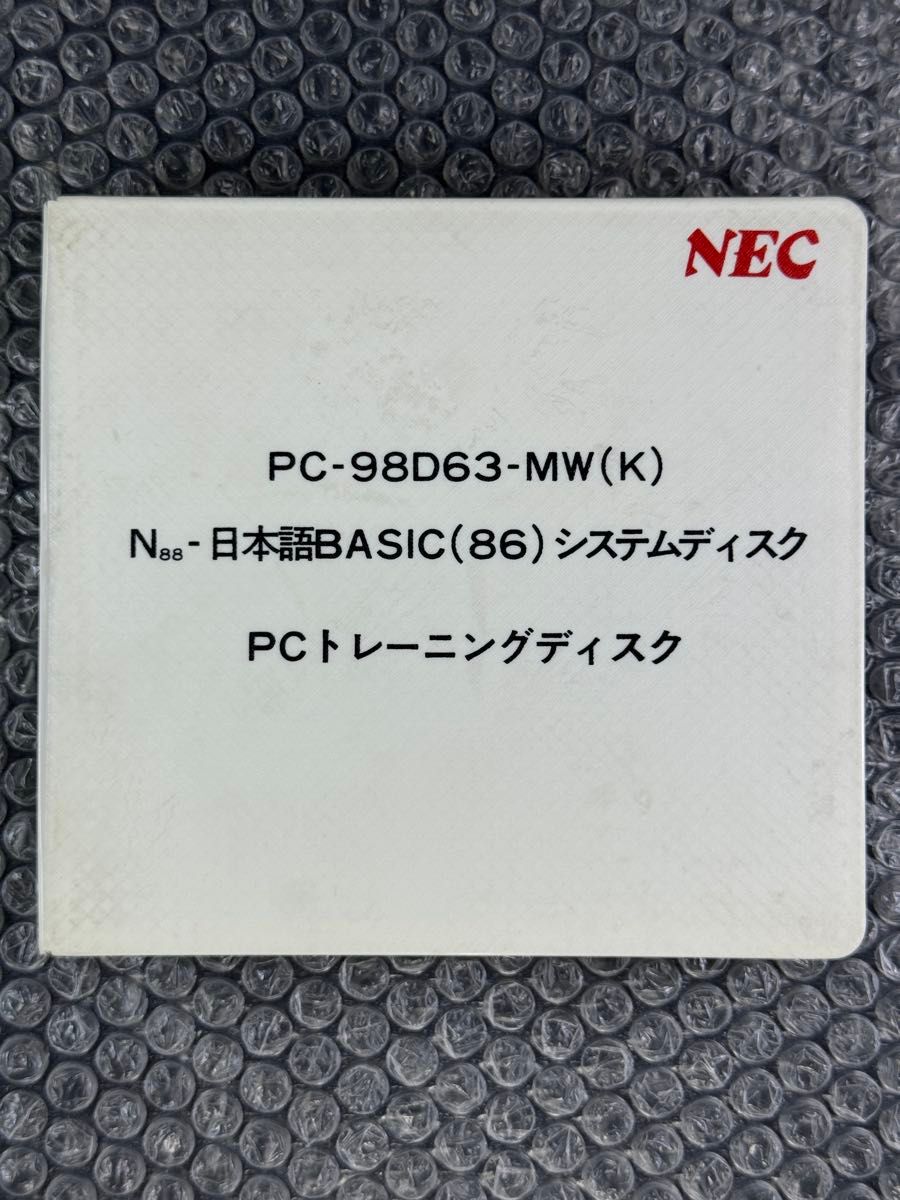 NEC
PC-98D63-MW(K)
N₈₈-日本語BASIC(86)システムディスク
PCトレーニングディスク